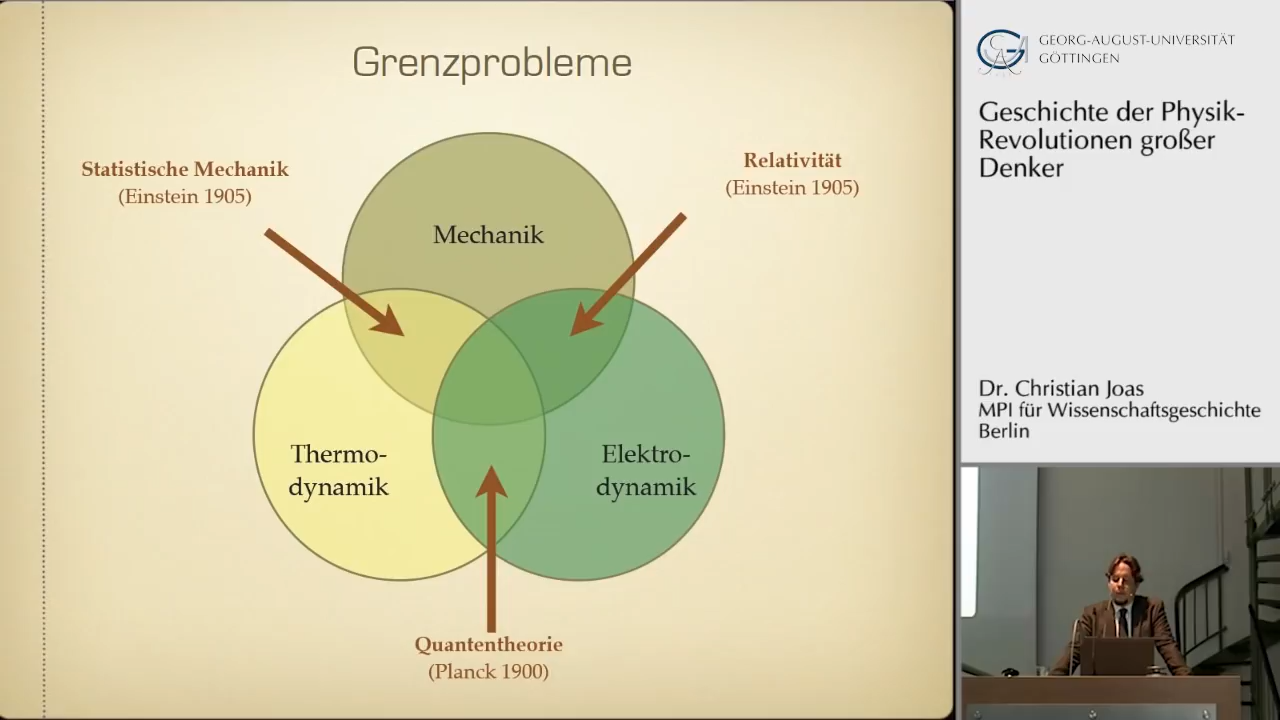 Grenzprobleme
Statistische Mechanik
(Einstein 1905)
Relativität
(Einstein 1905)
Mechanik
Thermo-
dynamik
Elektro-
dynamik
Quantentheorie
(Planck 1900)
GEORG-AUGUST-UNIVERSITÄT
GÖTTINGEN
Geschichte der Physik-
Revolutionen großer
Denker
Dr. Christian Joas
MPI für Wissenschaftsgeschichte
Berlin